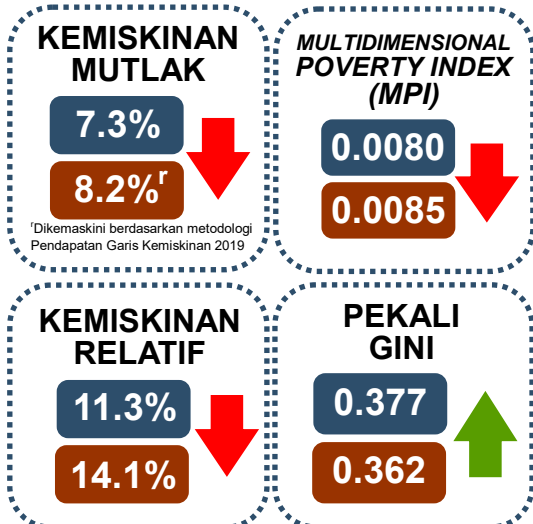 KEMISKINAN
MUTLAK
7.3%
8.2%ʳ
ʳDikemaskini berdasarkan metodologi
Pendapatan Garis Kemiskinan 2019
MULTIDIMENSIONAL
POVERTY INDEX
(MPI)
0.0080
0.0085
KEMISKINAN
RELATIF
11.3%
14.1%
PEKALI
GINI
0.377
0.362